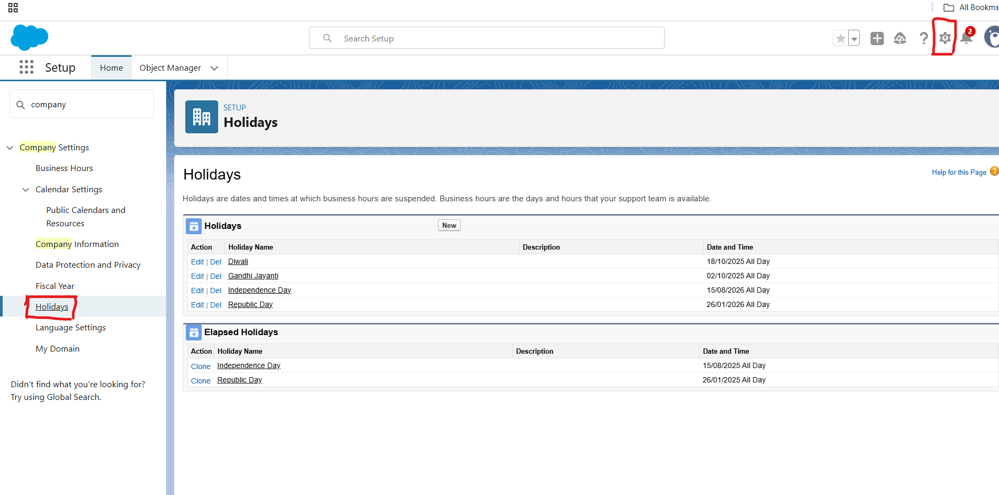 All Bookma
Search Setup
2
Setup
Home
Object Manager
company
SETUP
Holidays
Company Settings
Business Hours
Calendar Settings
Public Calendars and
Resources
Company Information
Data Protection and Privacy
Fiscal Year
Holidays
Language Settings
My Domain
Didn't find what you're looking for?
Try using Global Search.
Holidays
Help for this Page ?
Holidays are dates and times at which business hours are suspended. Business hours are the days and hours that your support team is available.
Holidays New
Action Holiday Name Description Date and Time
Edit | Del Diwali 18/10/2025 All Day
Edit | Del Gandhi Jayanti 02/10/2025 All Day
Edit | Del Independence Day 15/08/2026 All Day
Edit | Del Republic Day 26/01/2026 All Day
Elapsed Holidays
Action Holiday Name Description Date and Time
Clone Independence Day 15/08/2025 All Day
Clone Republic Day 26/01/2025 All Day